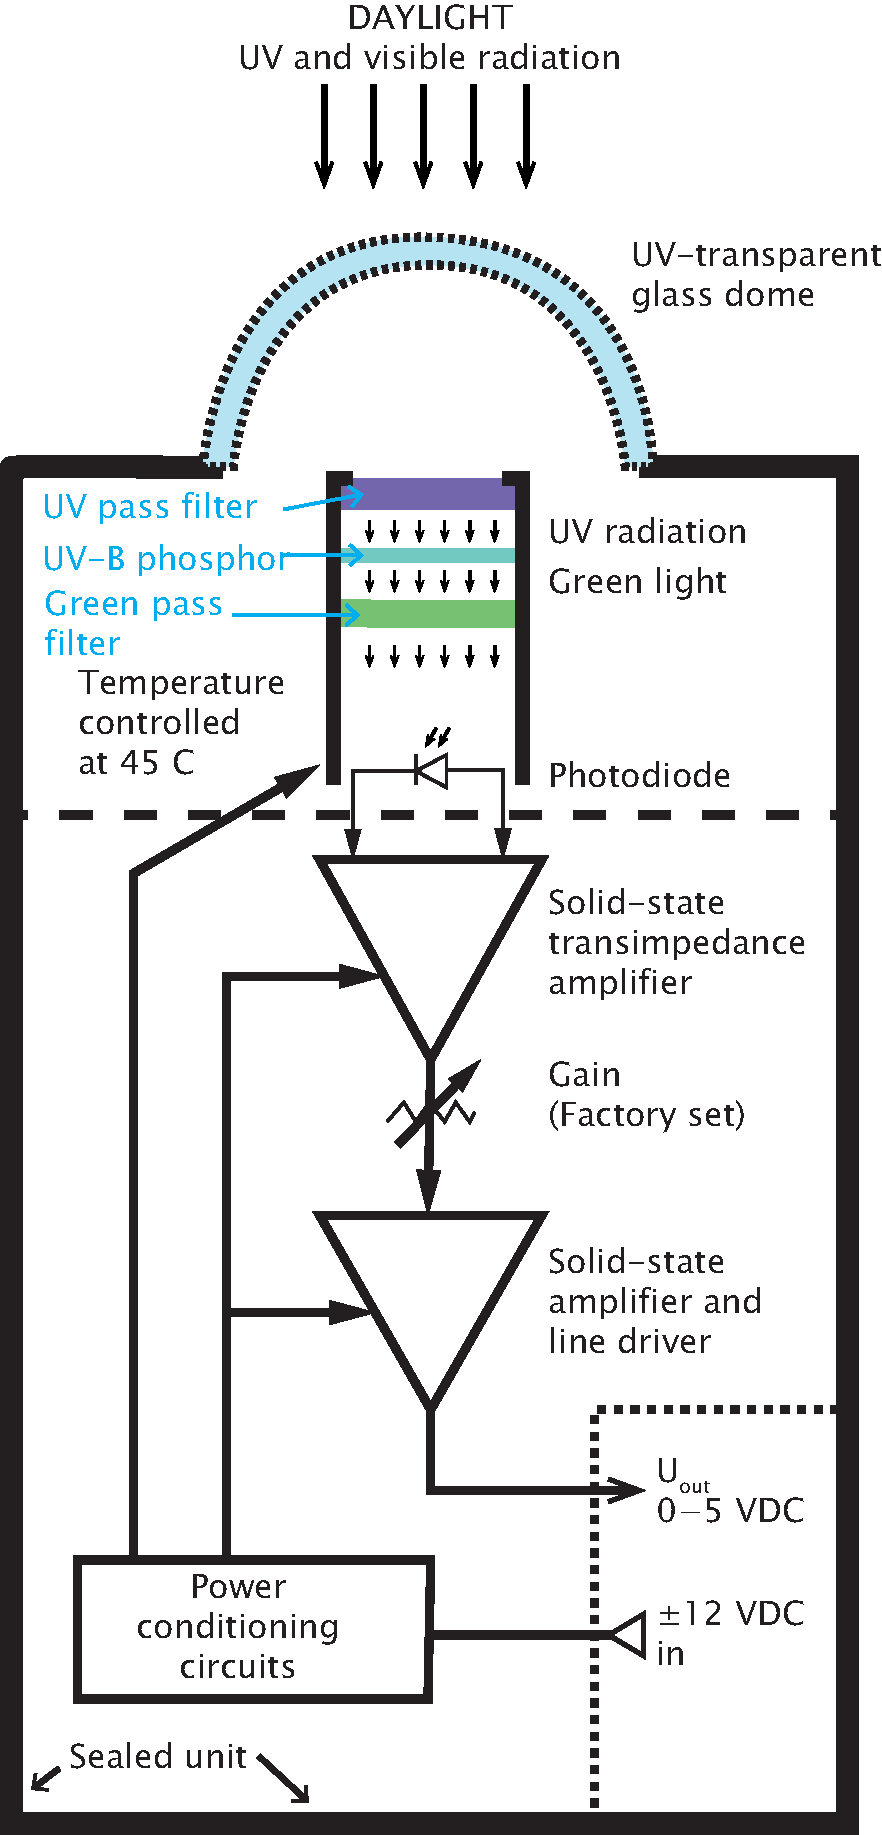 DAYLIGHT
UV and visible radiation
UV-transparent
glass dome
UV pass filter
UV radiation
UV-B phosphor
Green light
Green pass
filter
Temperature
controlled
at 45 C
Photodiode
Solid-state
transimpedance
amplifier
Gain
(Factory set)
Solid-state
amplifier and
line driver
Uout
0−5 VDC
Power
conditioning
circuits
±12 VDC
in
Sealed unit